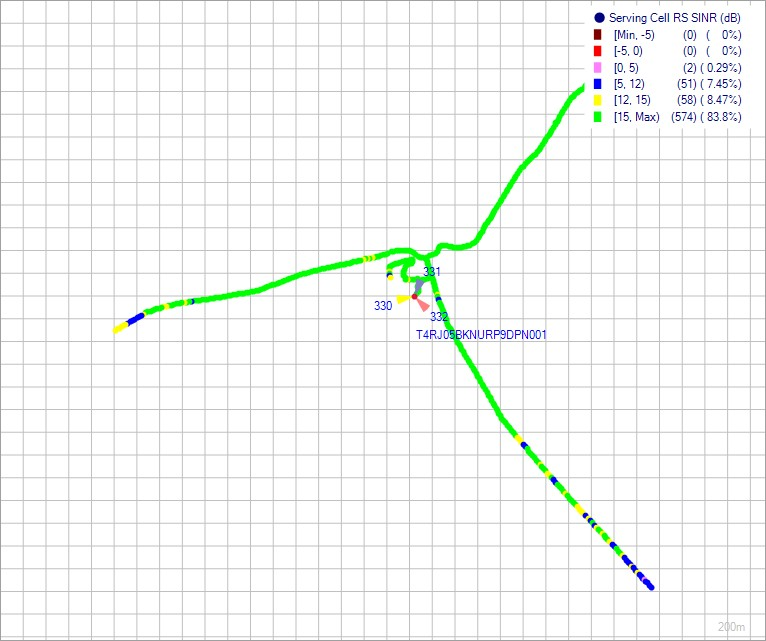 Serving Cell RS SINR (dB)
[Min, -5) (0) ( 0%)
[-5, 0) (0) ( 0%)
[0, 5) (2) ( 0.29%)
[5, 12) (51) ( 7.45%)
[12, 15) (58) ( 8.47%)
[15, Max) (574) ( 83.8%)
331
330
332
T4RJ05BKNURP9DPN001
200m